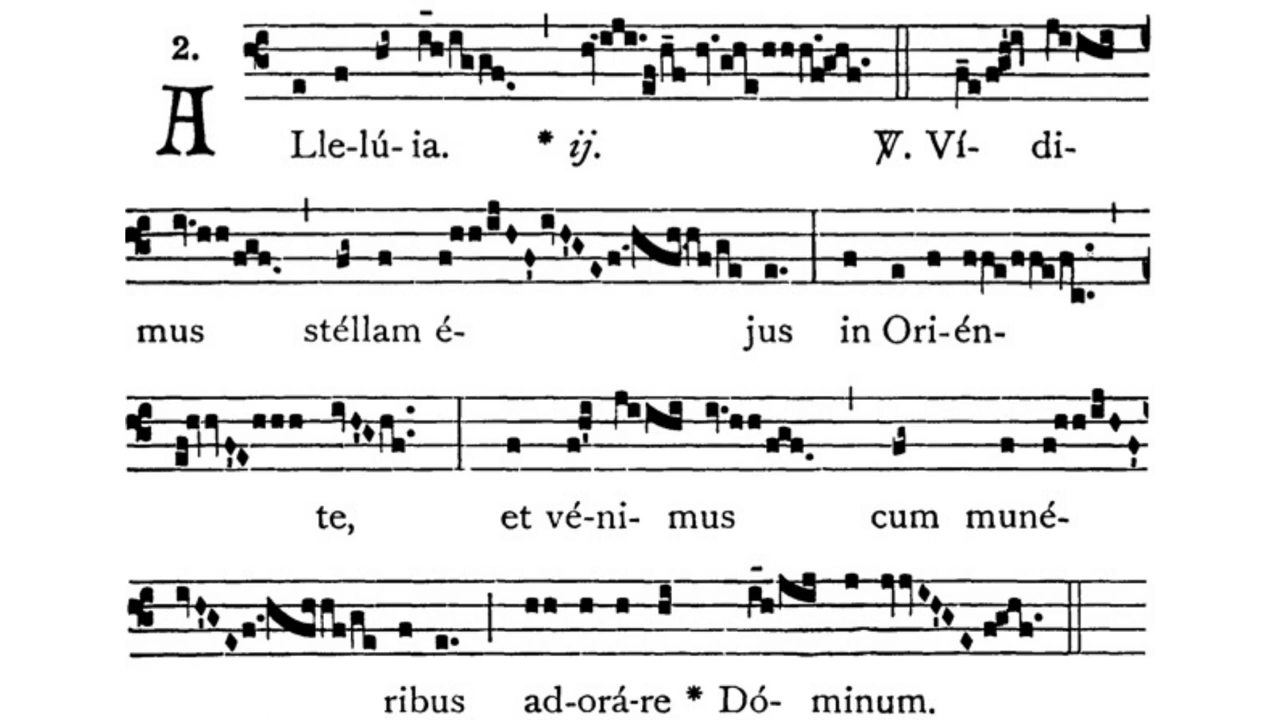 2.
ALle-lú-ia. * ij. ℣. Ví- di-
mus stéllam é- jus in Ori-én-
te, et vé-ni- mus cum muné-
ribus ad-orá-re * Dó- minum.